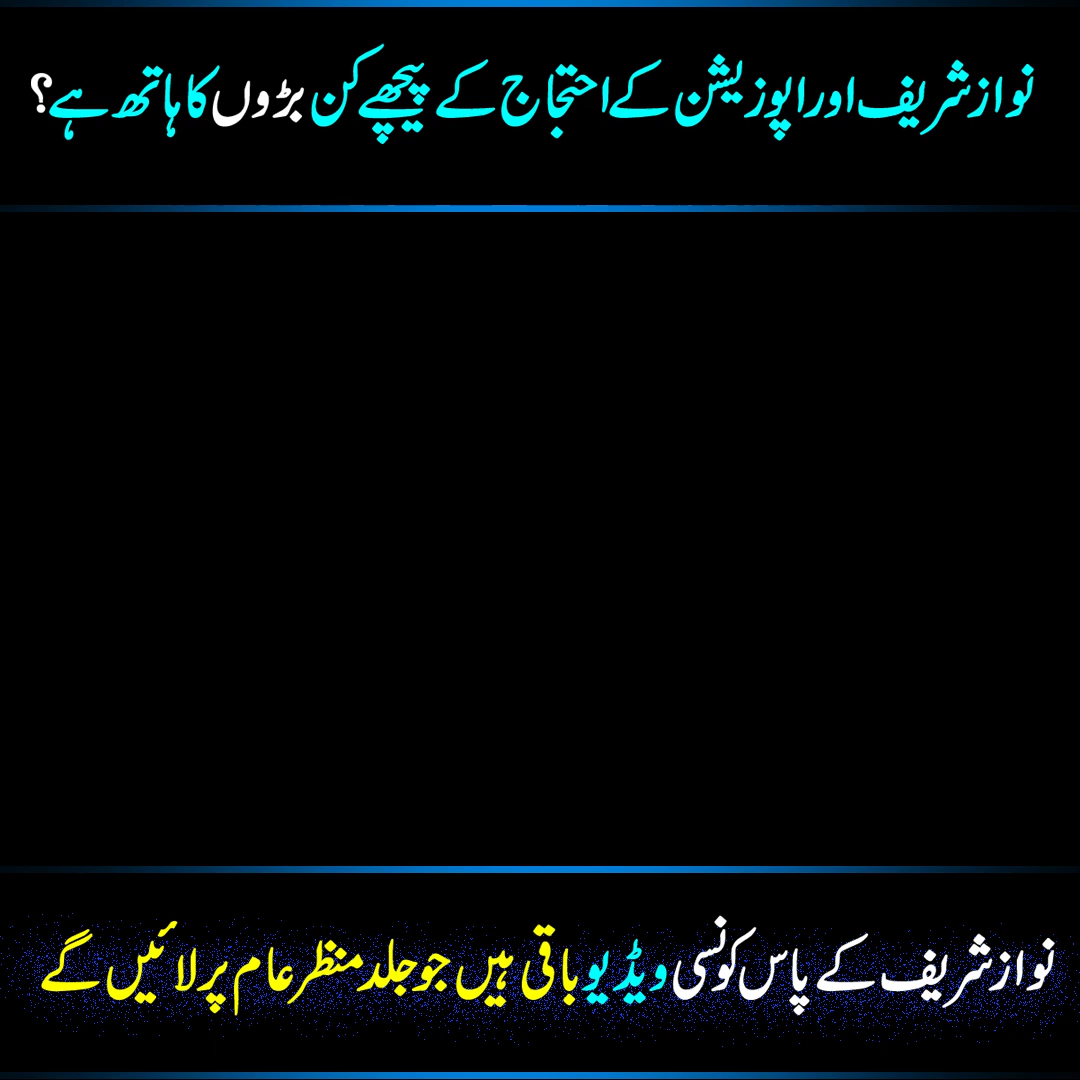 نواز شریف اور اپوزیشن کے احتجاج کے پیچھے کن بڑوں کا ہاتھ ہے؟
نواز شریف کے پاس کونسی ویڈیو باقی ہیں جو جلد منظر عام پر لائیں گے